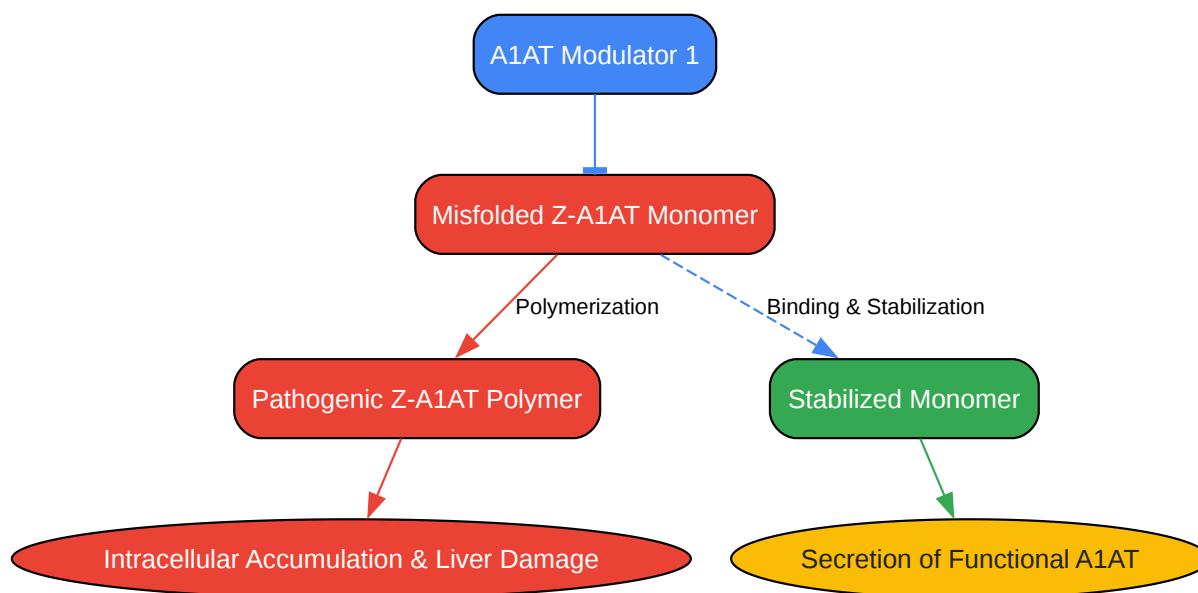 A1AT Modulator 1
Misfolded Z-A1AT Monomer
Polymerization
Binding & Stabilization
Pathogenic Z-A1AT Polymer
Stabilized Monomer
Intracellular Accumulation & Liver Damage
Secretion of Functional A1AT